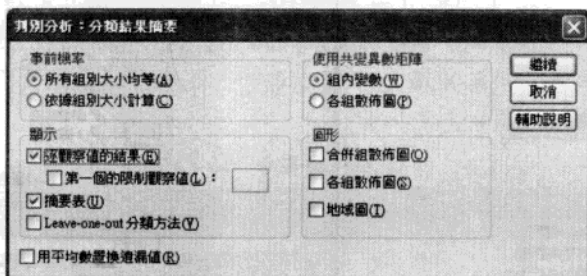 判別分析：分類結果摘要
事前機率
所有組別大小均等(A)
依據組別大小計算(C)
使用共變異數矩陣
組內變數(W)
各組散佈圖(P)
繼續
取消
輔助說明
顯示
逐觀察值的結果(E)
第一個的限制觀察值(L)：
摘要表(U)
Leave-one-out 分類方法(V)
圖形
合併組散佈圖(O)
各組散佈圖(S)
地域圖(T)
用平均數置換遺漏值(R)